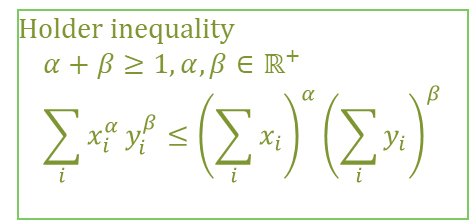 Holder inequality
α + β ≥ 1, α, β ∈ ℝ⁺
∑ᵢ xᵢ^α yᵢ^β ≤ (∑ᵢ xᵢ)^α (∑ᵢ yᵢ)^β